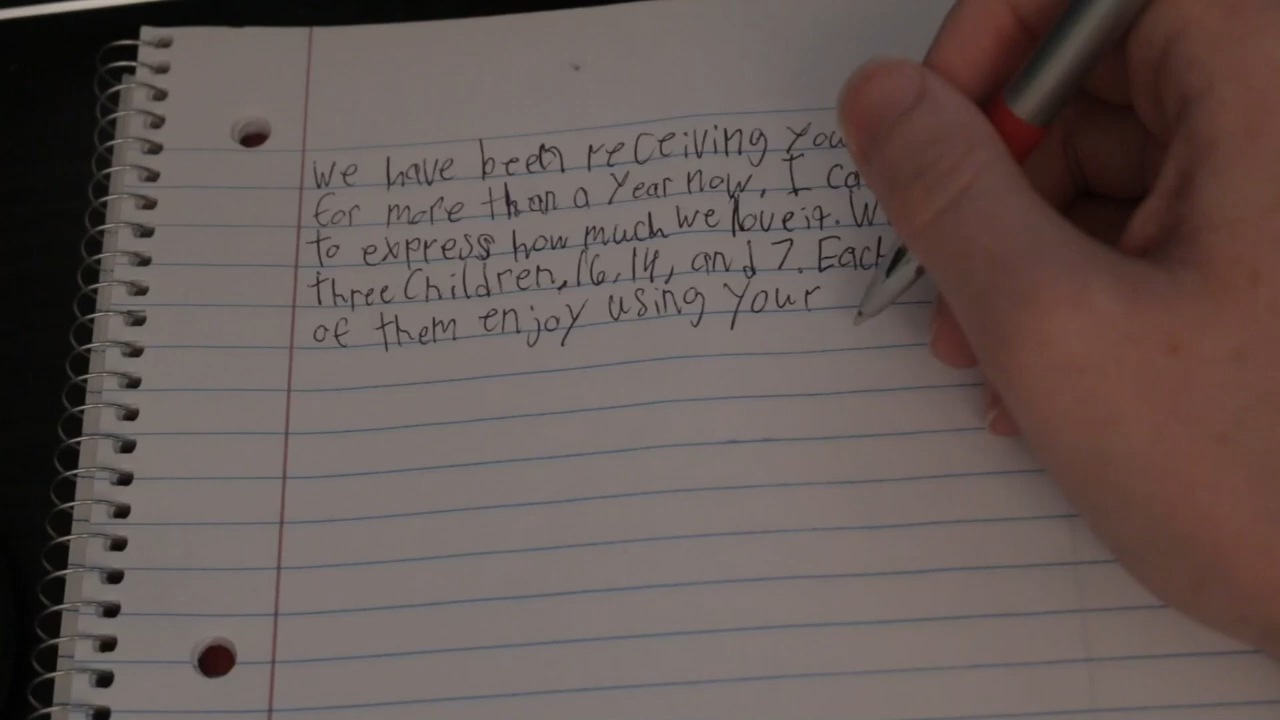 We have been receiving you
for more than a year now. I ca
to express how much we love it. W
three Children, 16, 14, and 7. Each
of them enjoy using your